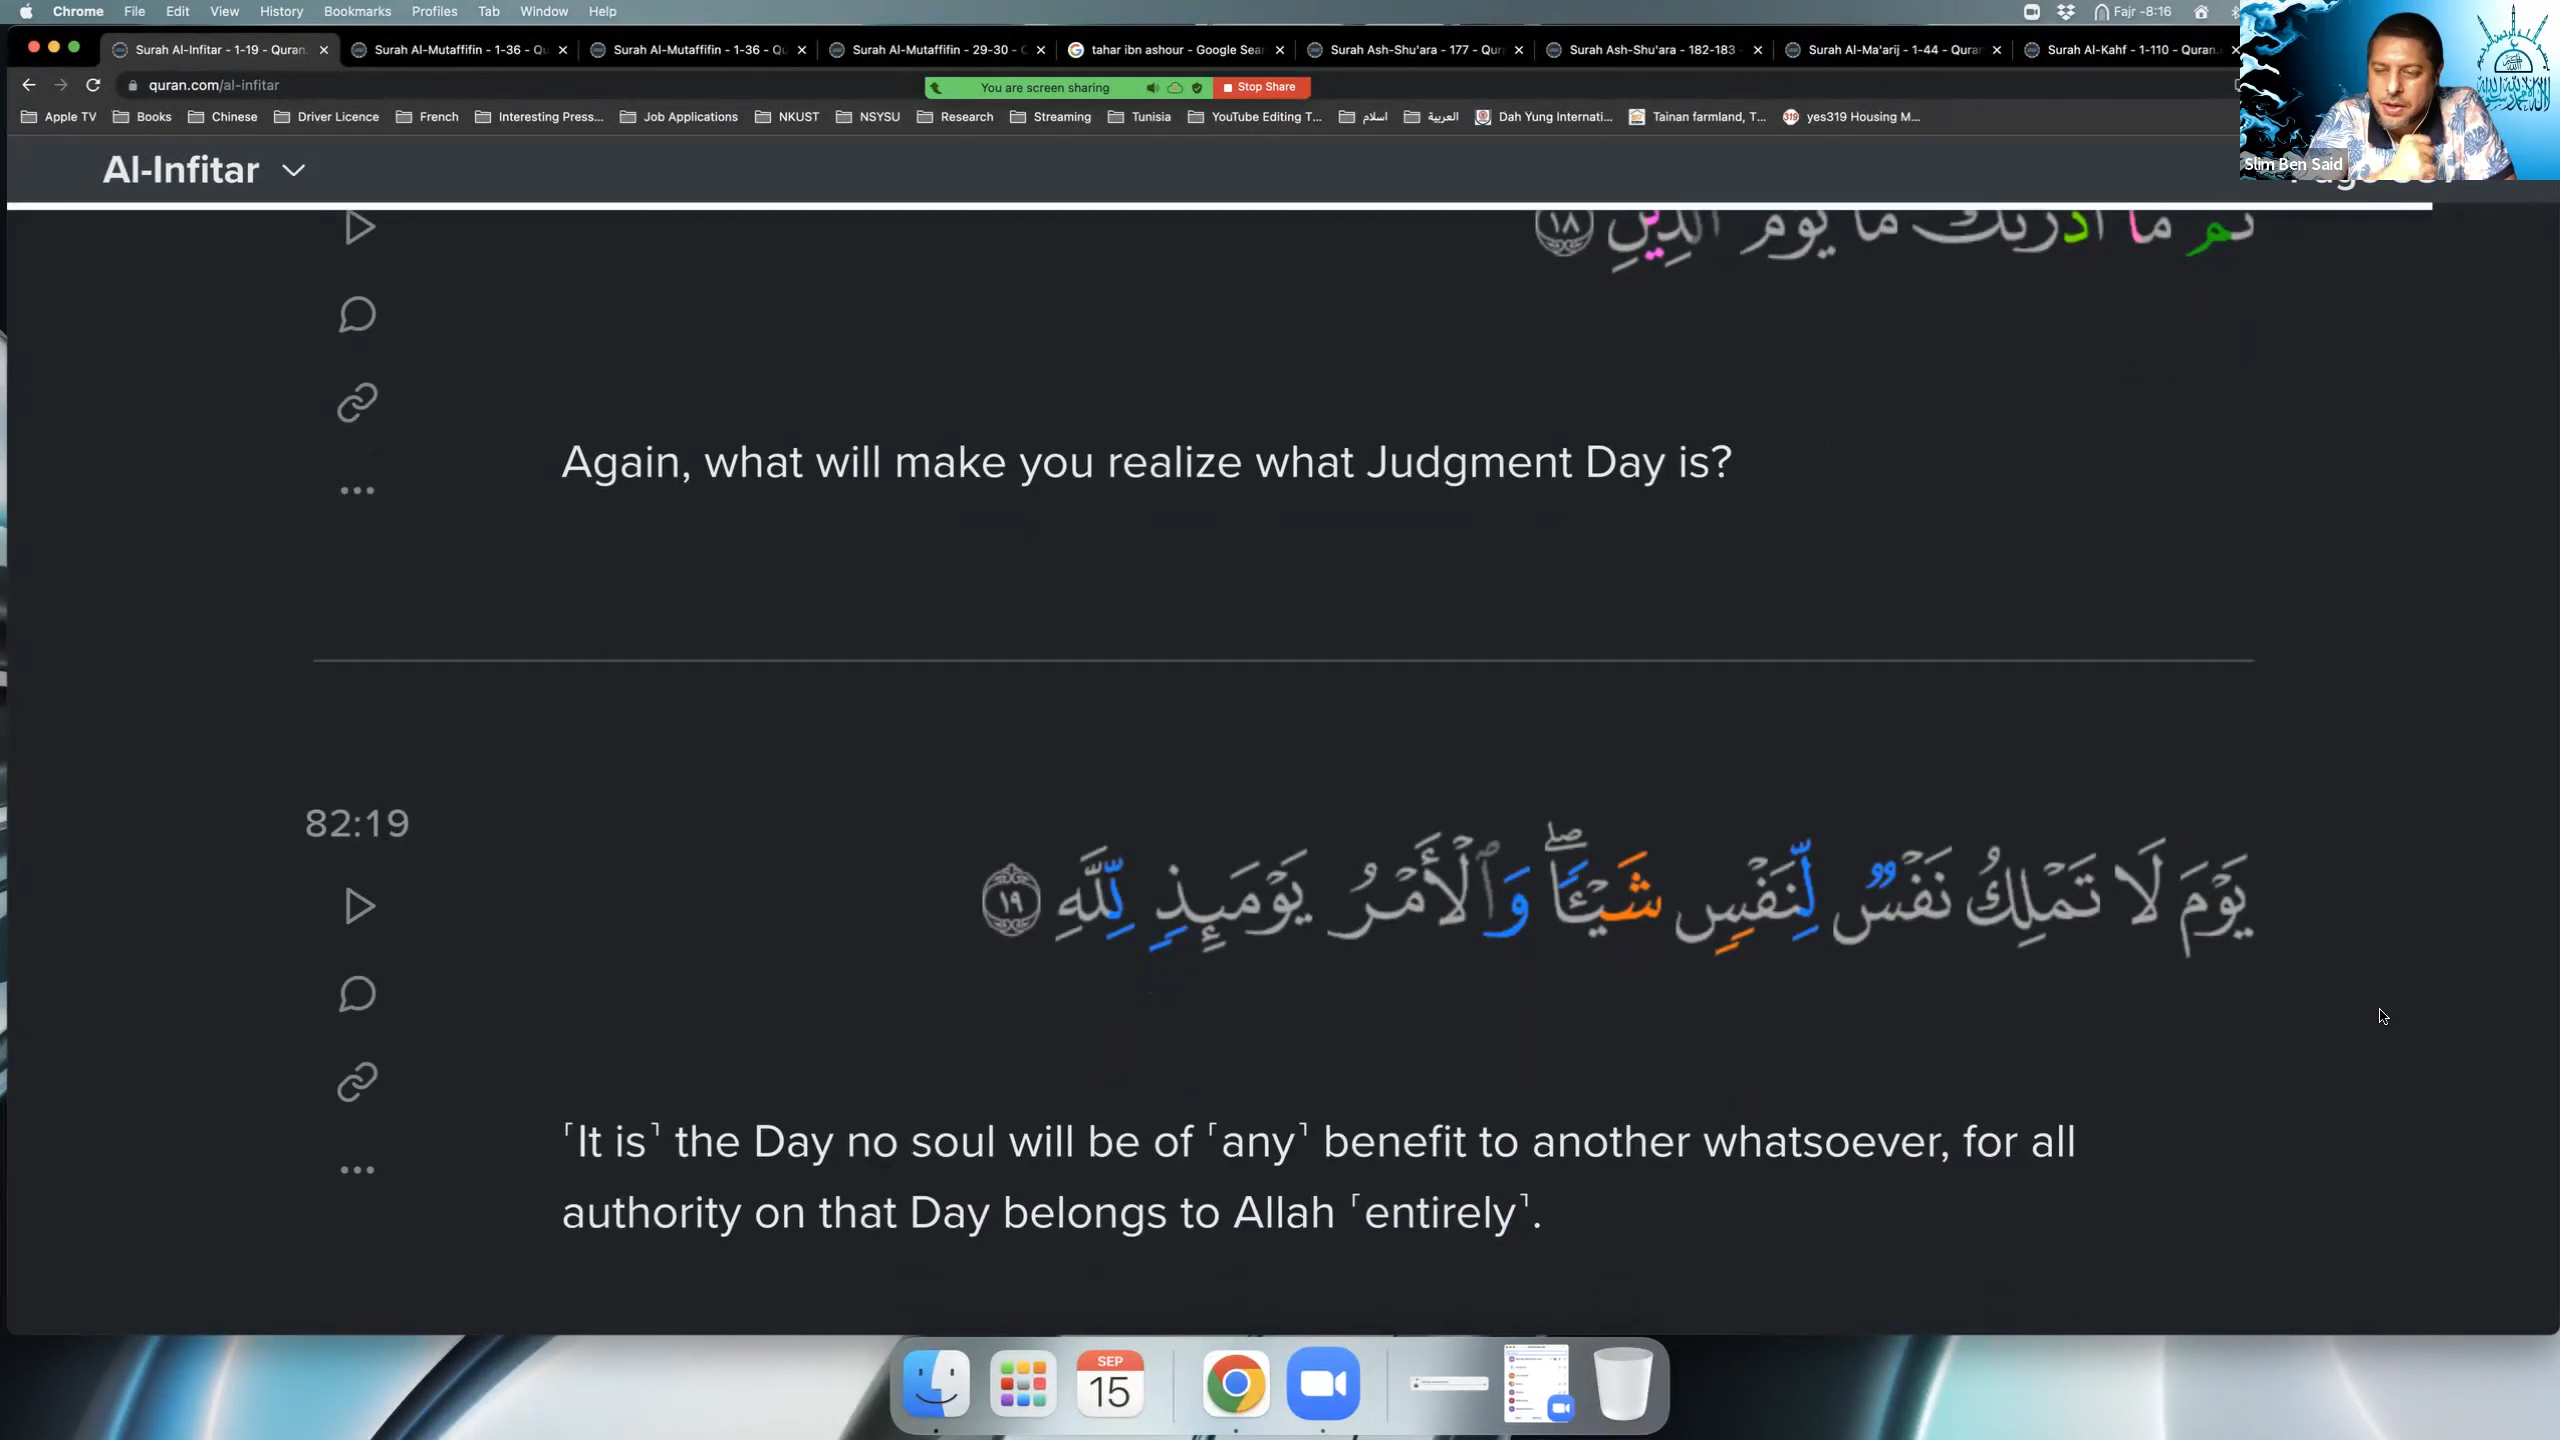 Chrome File Edit View History Bookmarks Profiles Tab Window Help
Fajr -8:16
Surah Al-Infitar - 1-19 - Quran.
Surah Al-Mutaffifin - 1-36 - Qu
Surah Al-Mutaffifin - 1-36 - Qu
Surah Al-Mutaffifin - 29-30 -
tahar ibn ashour - Google Sea
Surah Ash-Shu'ara - 177 - Qur
Surah Ash-Shu'ara - 182-183 -
Surah Al-Ma'arij - 1-44 - Quran
Surah Al-Kahf - 1-110 - Quran.
quran.com/al-infitar
You are screen sharing
Stop Share
Apple TV Books Chinese Driver Licence French Interesting Press... Job Applications NKUST NSYSU Research Streaming Tunisia YouTube Editing T... اسلام العربية Dah Yung Internati... Tainan farmland, T... yes319 Housing M...
Slim Ben Said
Al-Infitar
ثم ما أدرىك ما يوم الدِّينِ ١٨
Again, what will make you realize what Judgment Day is?
82:19
يَوْمَ لَا تَمْلِكُ نَفْسٌ لِّنَفْسٍ شَيْـًٔا ۖ وَٱلْأَمْرُ يَوْمَئِذٍ لِّلَّهِ ١٩
⸢It is⸣ the Day no soul will be of ⸢any⸣ benefit to another whatsoever, for all
authority on that Day belongs to Allah ⸢entirely⸣.
SEP
15